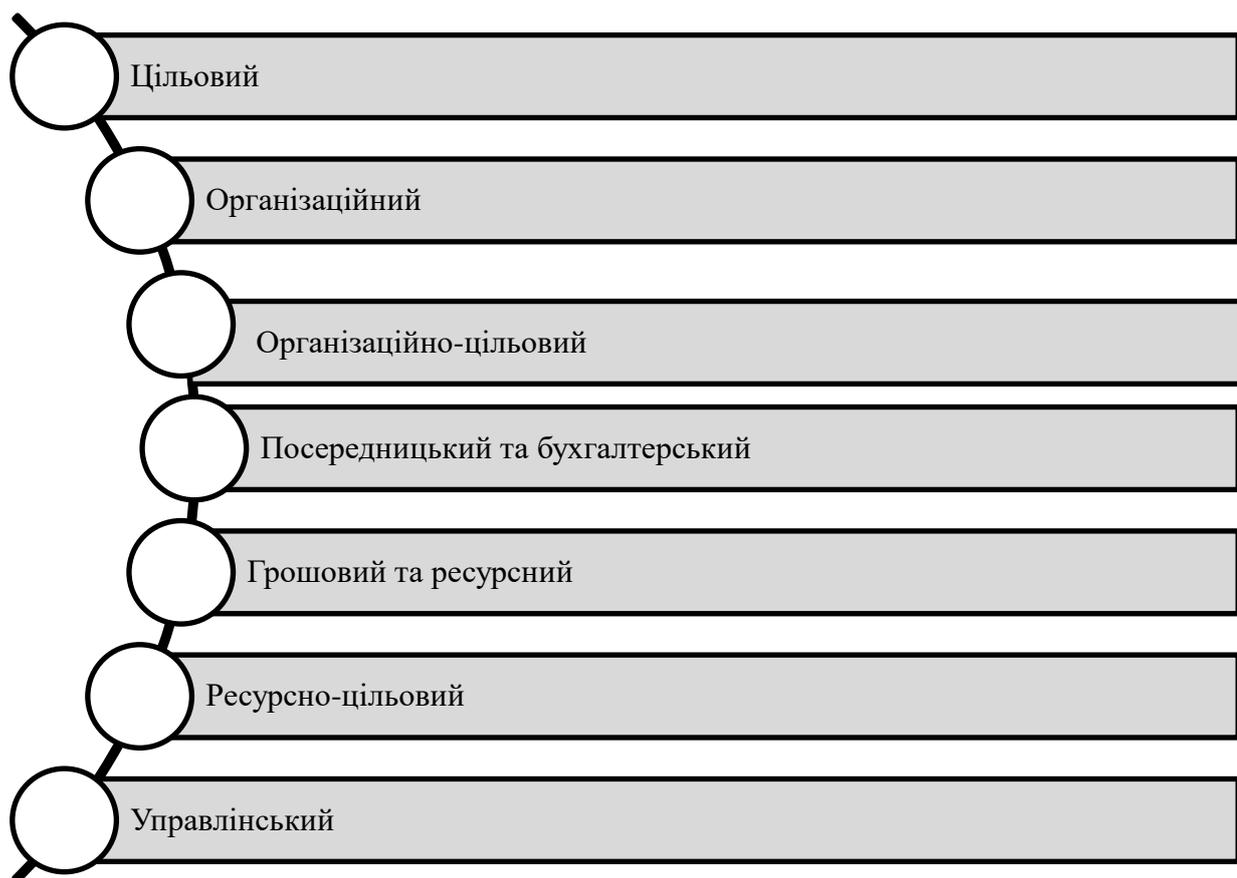 Цільовий
Організаційний
Організаційно-цільовий
Посередницький та бухгалтерський
Грошовий та ресурсний
Ресурсно-цільовий
Управлінський